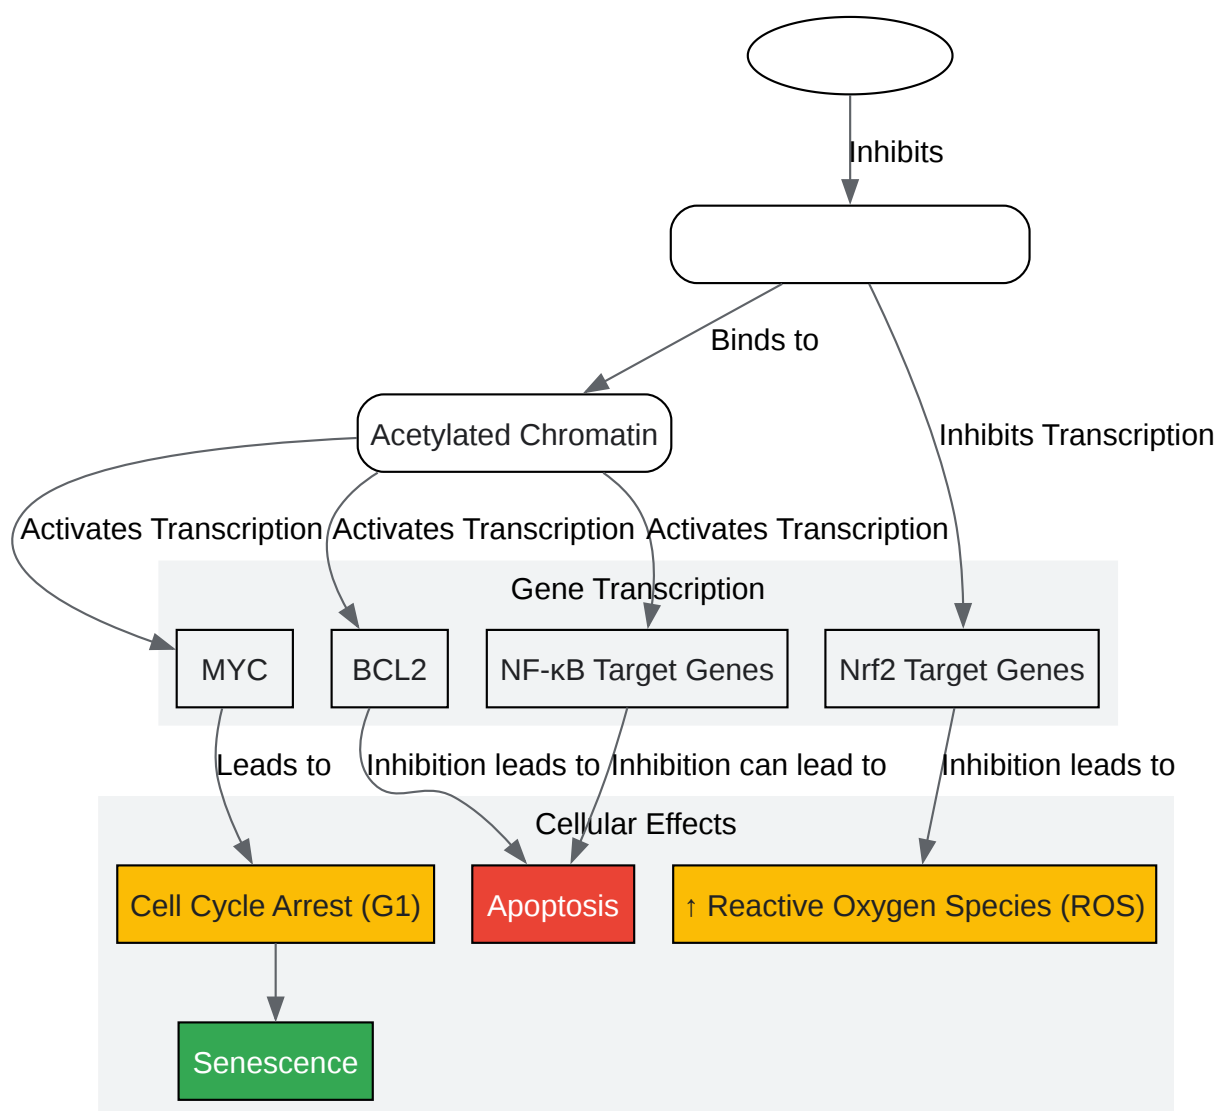 Inhibits
Binds to
Acetylated Chromatin
Inhibits Transcription
Activates Transcription
Activates Transcription
Activates Transcription
Gene Transcription
MYC
BCL2
NF-κB Target Genes
Nrf2 Target Genes
Leads to
Inhibition leads to
Inhibition can lead to
Inhibition leads to
Cellular Effects
Cell Cycle Arrest (G1)
Apoptosis
↑ Reactive Oxygen Species (ROS)
Senescence